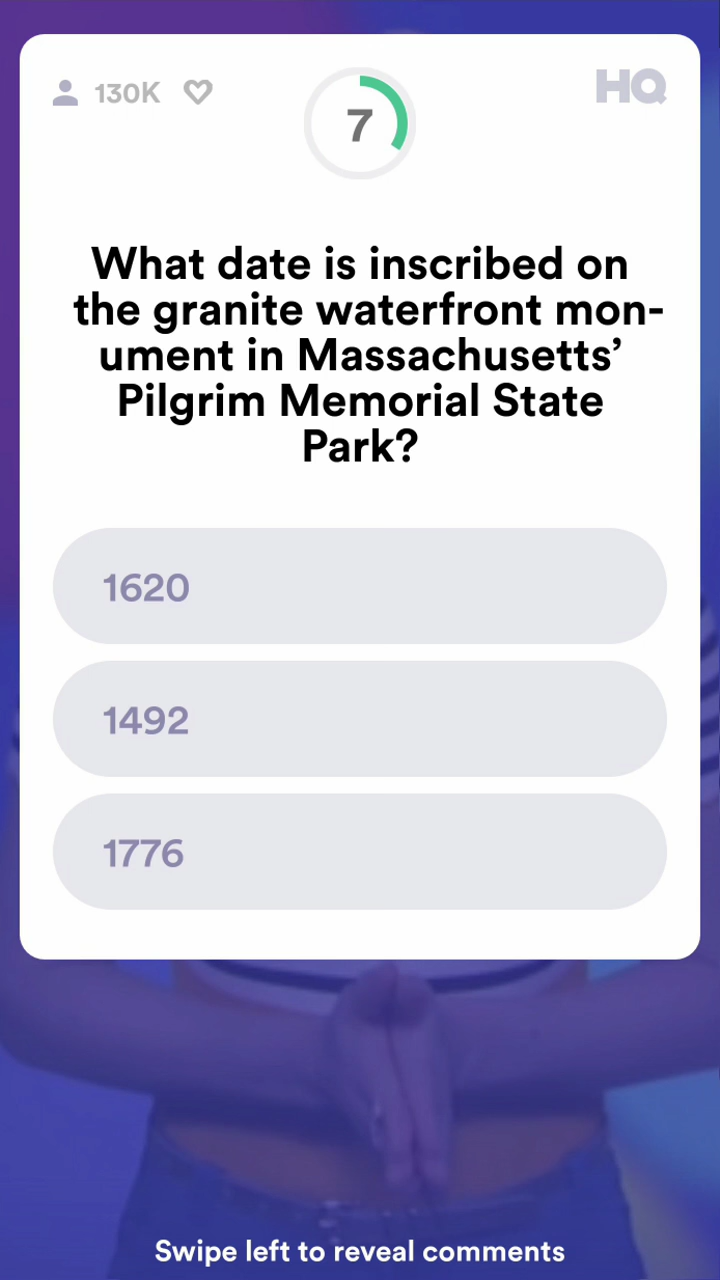 130K
7
HQ
What date is inscribed on
the granite waterfront mon-
ument in Massachusetts’
Pilgrim Memorial State
Park?
1620
1492
1776
Swipe left to reveal comments